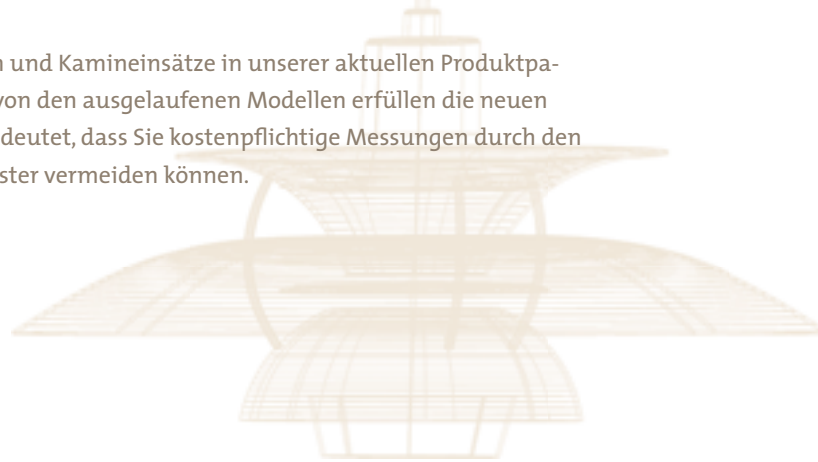 n und Kamineinsätze in unserer aktuellen Produktpa-
von den ausgelaufenen Modellen erfüllen die neuen
deutet, dass Sie kostenpflichtige Messungen durch den
ster vermeiden können.